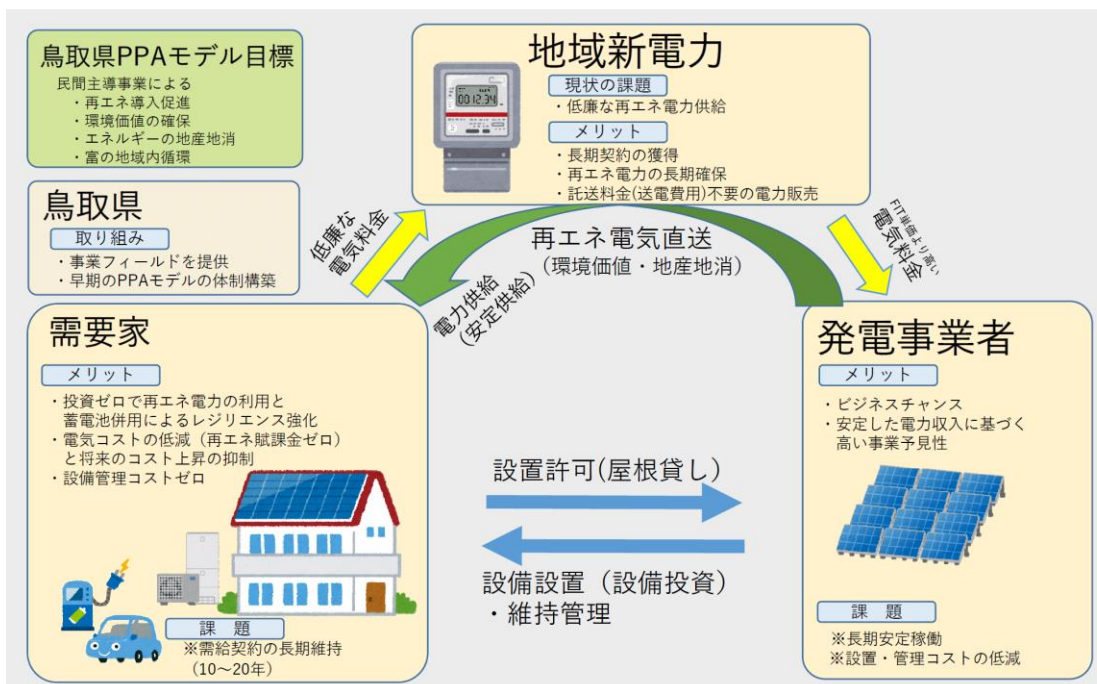 鳥取県PPAモデル目標
民間主導事業による
・再エネ導入促進
・環境価値の確保
・エネルギーの地産地消
・富の地域内循環
鳥取県
取り組み
・事業フィールドを提供
・早期のPPAモデルの体制構築
地域新電力
現状の課題
・低廉な再エネ電力供給
メリット
・長期契約の獲得
・再エネ電力の長期確保
・託送料金(送電費用)不要の電力販売
0012.34
低廉な
電気料金
再エネ電気直送
（環境価値・地産地消）
電力供給
(安定供給)
FIT単価より高い
電気料金
需要家
メリット
・投資ゼロで再エネ電力の利用と
蓄電池併用によるレジリエンス強化
・電気コストの低減（再エネ賦課金ゼロ）
と将来のコスト上昇の抑制
・設備管理コストゼロ
課　題
※需給契約の長期維持
(10～20年)
設置許可(屋根貸し）
設備設置（設備投資）
・維持管理
発電事業者
メリット
・ビジネスチャンス
・安定した電力収入に基づく
高い事業予見性
課　題
※長期安定稼働
※設置・管理コストの低減